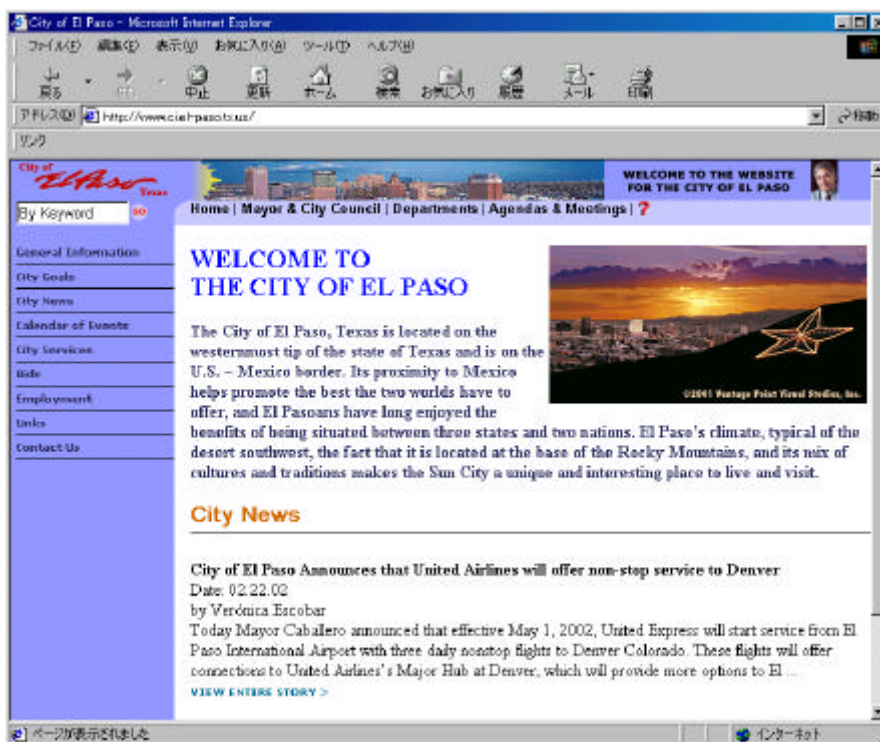 City of El Paso - Microsoft Internet Explorer
ファイル(F) 編集(E) 表示(V) お気に入り(A) ツール(T) ヘルプ(H)
戻る 中止 更新 ホーム 検索 お気に入り 履歴 メール 印刷
アドレス(D) http://www.ci.el-paso.tx.us/ 移動
リンク
City of
El Paso
Texas
WELCOME TO THE WEBSITE
FOR THE CITY OF EL PASO
By Keyword GO
Home | Mayor & City Council | Departments | Agendas & Meetings | ?
General Information
City Goals
City News
Calendar of Events
City Services
Bids
Employment
Links
Contact Us
WELCOME TO
THE CITY OF EL PASO
The City of El Paso, Texas is located on the
westernmost tip of the state of Texas and is on the
U.S. – Mexico border. Its proximity to Mexico
helps promote the best the two worlds have to
offer, and El Pasoans have long enjoyed the
benefits of being situated between three states and two nations. El Paso's climate, typical of the
desert southwest, the fact that it is located at the base of the Rocky Mountains, and its mix of
cultures and traditions makes the Sun City a unique and interesting place to live and visit.
©2001 Vantage Point Visual Studios, Inc.
City News
City of El Paso Announces that United Airlines will offer non-stop service to Denver
Date: 02.22.02
by Verónica Escobar
Today Mayor Caballero announced that effective May 1, 2002, United Express will start service from El
Paso International Airport with three daily nonstop flights to Denver Colorado. These flights will offer
connections to United Airlines's Major Hub at Denver, which will provide more options to El ...
VIEW ENTIRE STORY >
ページが表示されました インターネット